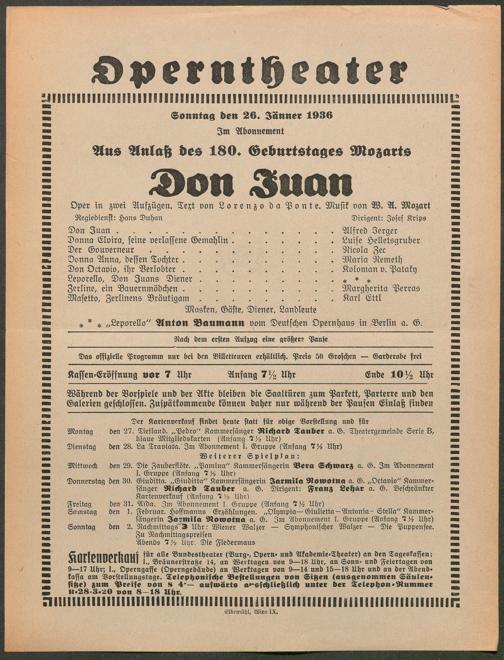 Operntheater
Sonntag den 26. Jänner 1936
Im Abonnement
Aus Anlaß des 180. Geburtstages Mozarts
Don Juan
Oper in zwei Aufzügen, Text von Lorenzo da Ponte. Musik von W. A. Mozart
Regiedienst: Hans Duhan Dirigent: Josef Krips
Don Juan . . . . . . . . . . . . . . . Alfred Jerger
Donna Elvira, seine verlassene Gemahlin . . . . . . . . Luise Helletsgruber
Der Gouverneur . . . . . . . . . . . . . Nicola Zec
Donna Anna, dessen Tochter . . . . . . . . . . . Maria Nemeth
Don Octavio, ihr Verlobter . . . . . . . . . . . Koloman v. Pataky
Leporello, Don Juans Diener . . . . . . . . . . . * * *
Zerline, ein Bauernmädchen . . . . . . . . . . . Margherita Perras
Masetto, Zerlinens Bräutigam . . . . . . . . . . . Karl Ettl
Masken, Gäste, Diener, Landleute
* * * „Leporello“ Anton Baumann vom Deutschen Opernhaus in Berlin a. G.
Nach dem ersten Aufzug eine größere Pause
Das offizielle Programm nur bei den Billetteuren erhältlich. Preis 50 Groschen — Garderobe frei
Kassen-Eröffnung vor 7 Uhr Anfang 7½ Uhr Ende 10½ Uhr
Während der Vorspiele und der Akte bleiben die Saaltüren zum Parkett, Parterre und den
Galerien geschlossen. Zuspätkommende können daher nur während der Pausen Einlaß finden
Der Kartenverkauf findet heute statt für obige Vorstellung und für
Montag den 27. Tiefland. „Pedro“ Kammersänger Richard Tauber a. G. Theatergemeinde Serie B,
blaue Mitgliedskarten (Anfang 7½ Uhr)
Dienstag den 28. La Traviata. Im Abonnement I. Gruppe (Anfang 7½ Uhr)
Weiterer Spielplan:
Mittwoch den 29. Die Zauberflöte. „Pamina“ Kammersängerin Vera Schwarz a. G. Im Abonnement
I. Gruppe (Anfang 7½ Uhr)
Donnerstag den 30. Giuditta. „Giuditta“ Kammersängerin Jarmila Novotna a. G. „Octavio“ Kammer-
sänger Richard Tauber a. G. Dirigent: Franz Lehar a. G. Beschränkter
Kartenverkauf (Anfang 7½ Uhr)
Freitag den 31. Aida. Im Abonnement I. Gruppe (Anfang 7½ Uhr)
Samstag den 1. Februar. Hoffmanns Erzählungen. „Olympia—Giulietta—Antonia—Stella“ Kammer-
sängerin Jarmila Novotna a. G. Im Abonnement I. Gruppe (Anfang 7½ Uhr)
Sonntag den 2. Nachmittags 3 Uhr: Wiener Walzer — Symphonischer Walzer — Die Puppenfee.
Zu Nachmittagspreisen
Abends 7½ Uhr: Die Fledermaus
Kartenverkauf für alle Bundestheater (Burg-, Opern- und Akademie-Theater) an den Tageskassen:
I., Bräunerstraße 14, an Werktagen von 9—18 Uhr, an Sonn- und Feiertagen von
9—17 Uhr; I., Operngasse (Operngebäude) an Werktagen von 9—14 und 15—18 Uhr und an der Abend-
kassa am Vorstellungstage. Telephonische Bestellungen von Sitzen (ausgenommen Säulen-
sitze) zum Preise von S 4·— aufwärts ausschließlich unter der Telephon-Nummer
R-28-3-20 von 8—18 Uhr.
Elbemühl, Wien IX.